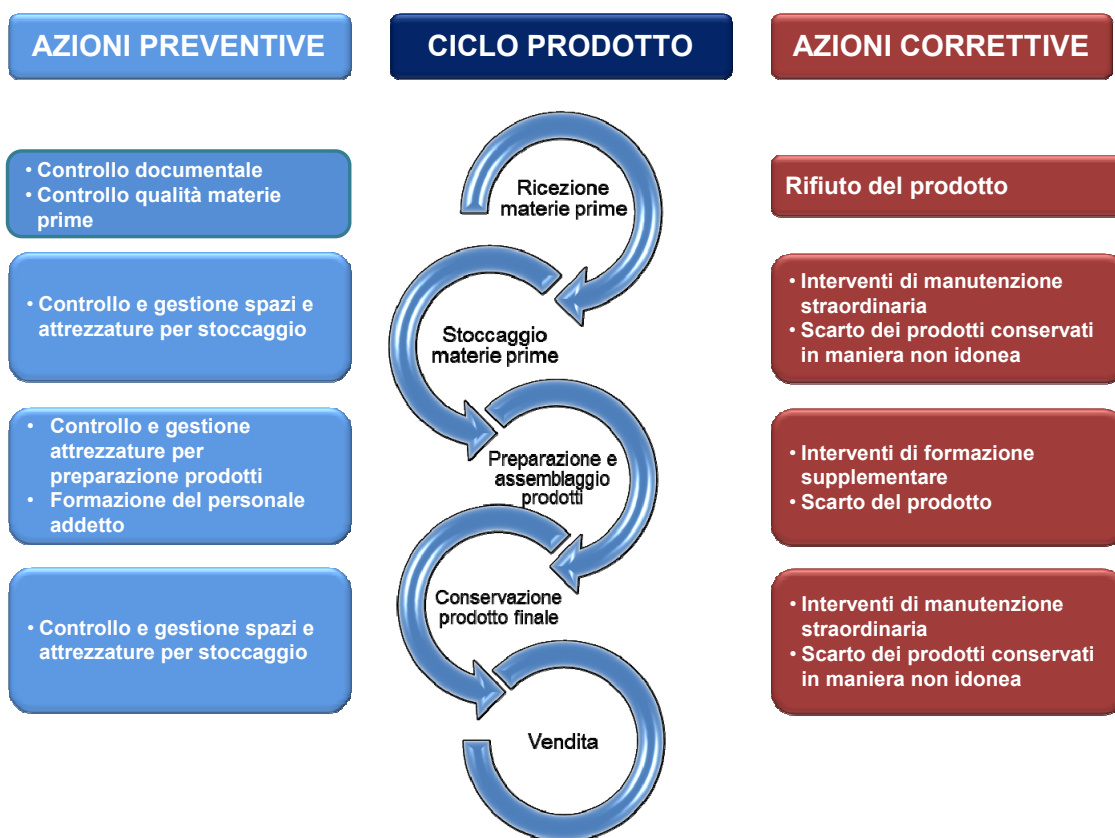 AZIONI PREVENTIVE
CICLO PRODOTTO
AZIONI CORRETTIVE
• Controllo documentale
• Controllo qualità materie
prime
Ricezione
materie prime
Rifiuto del prodotto
• Controllo e gestione spazi e
attrezzature per stoccaggio
Stoccaggio
materie prime
• Interventi di manutenzione
straordinaria
• Scarto dei prodotti conservati
in maniera non idonea
• Controllo e gestione
attrezzature per
preparazione prodotti
• Formazione del personale
addetto
Preparazione e
assemblaggio
prodotti
• Interventi di formazione
supplementare
• Scarto del prodotto
• Controllo e gestione spazi e
attrezzature per stoccaggio
Conservazione
prodotto finale
• Interventi di manutenzione
straordinaria
• Scarto dei prodotti conservati
in maniera non idonea
Vendita